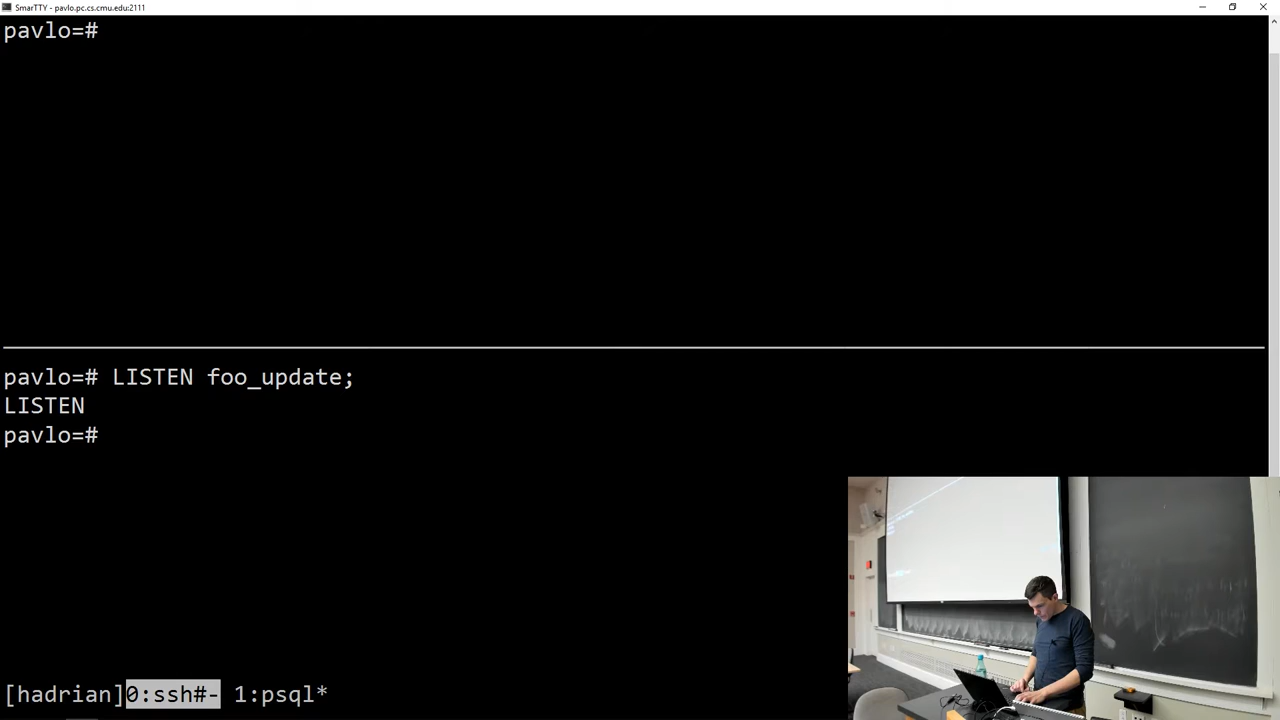 SmarTTY - pavlo.pc.cs.cmu.edu:2111
pavlo=#
pavlo=# LISTEN foo_update;
LISTEN
pavlo=#
[hadrian]0:ssh#- 1:psql*